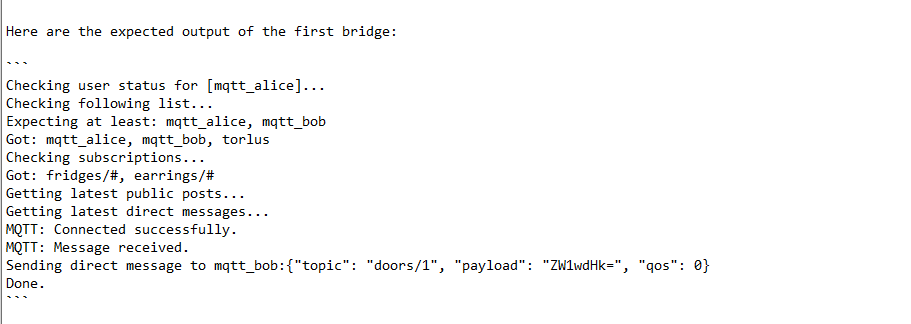 Here are the expected output of the first bridge:
```
Checking user status for [mqtt_alice]...
Checking following list...
Expecting at least: mqtt_alice, mqtt_bob
Got: mqtt_alice, mqtt_bob, torlus
Checking subscriptions...
Got: fridges/#, earrings/#
Getting latest public posts...
Getting latest direct messages...
MQTT: Connected successfully.
MQTT: Message received.
Sending direct message to mqtt_bob:{"topic": "doors/1", "payload": "ZW1wdHk=", "qos": 0}
Done.
```